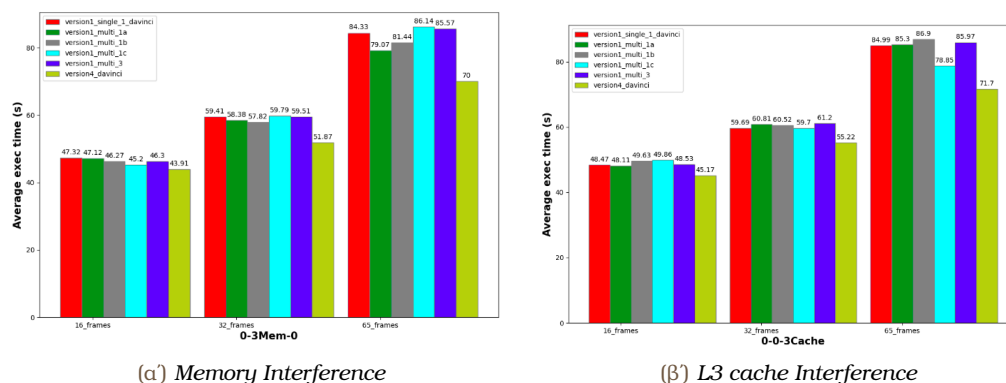 version1_single_1_davinci
version1_multi_1a
version1_multi_1b
version1_multi_1c
version1_multi_3
version4_davinci
Average exec time (s)
80
60
40
20
0
47.32 47.12 46.27 45.2 46.3 43.91
59.41 58.38 57.82 59.79 59.51 51.87
84.33 79.07 81.44 86.14 85.57 70
16_frames 32_frames 65_frames
0-3Mem-0
(α') Memory Interference
version1_single_1_davinci
version1_multi_1a
version1_multi_1b
version1_multi_1c
version1_multi_3
version4_davinci
Average exec time (s)
80
60
40
20
0
48.47 48.11 49.63 49.86 48.53 45.17
59.69 60.81 60.52 59.7 61.2 55.22
84.99 85.3 86.9 78.85 85.97 71.7
16_frames 32_frames 65_frames
0-0-3Cache
(β') L3 cache Interference